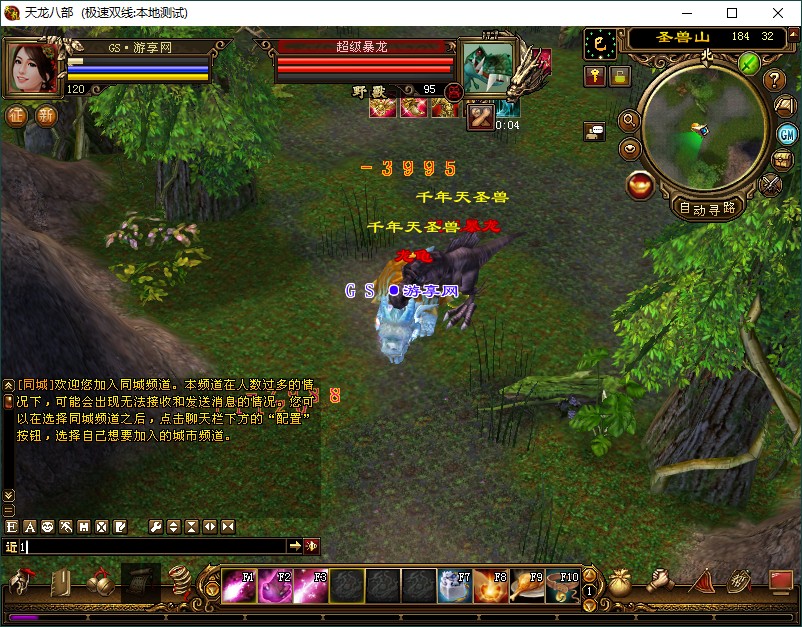 天龙八部 (极速双线:本地测试)
GS·游享网
120
超级暴龙
野兽
95
0:04
圣兽山 184 32
北
GM
自动寻路
征 新
-3995
千年天圣兽
千年天圣兽
暴龙
龙龟
GS●游享网
[同城]欢迎您加入同城频道。本频道在人数过多的情
况下，可能会出现无法接收和发送消息的情况。您可
以在选择同城频道之后，点击聊天栏下方的“配置”
按钮，选择自己想要加入的城市频道。
近 1
F1 F2 F3 F7 F8 F9 F10
1